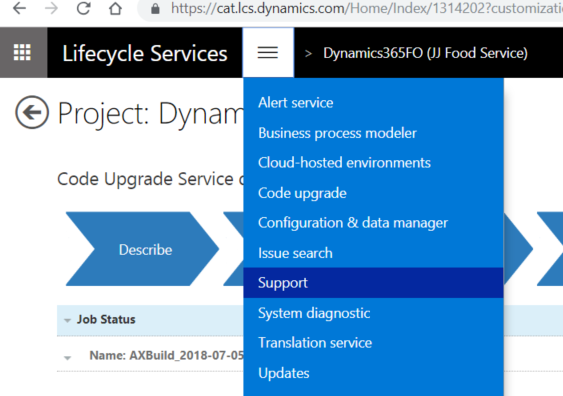 https://cat.lcs.dynamics.com/Home/Index/1314202?customizati
Lifecycle Services > Dynamics365FO (JJ Food Service)
Project: Dynam
Code Upgrade Service
Describe
Job Status
Name: AXBuild_2018-07-05
Alert service
Business process modeler
Cloud-hosted environments
Code upgrade
Configuration & data manager
Issue search
Support
System diagnostic
Translation service
Updates